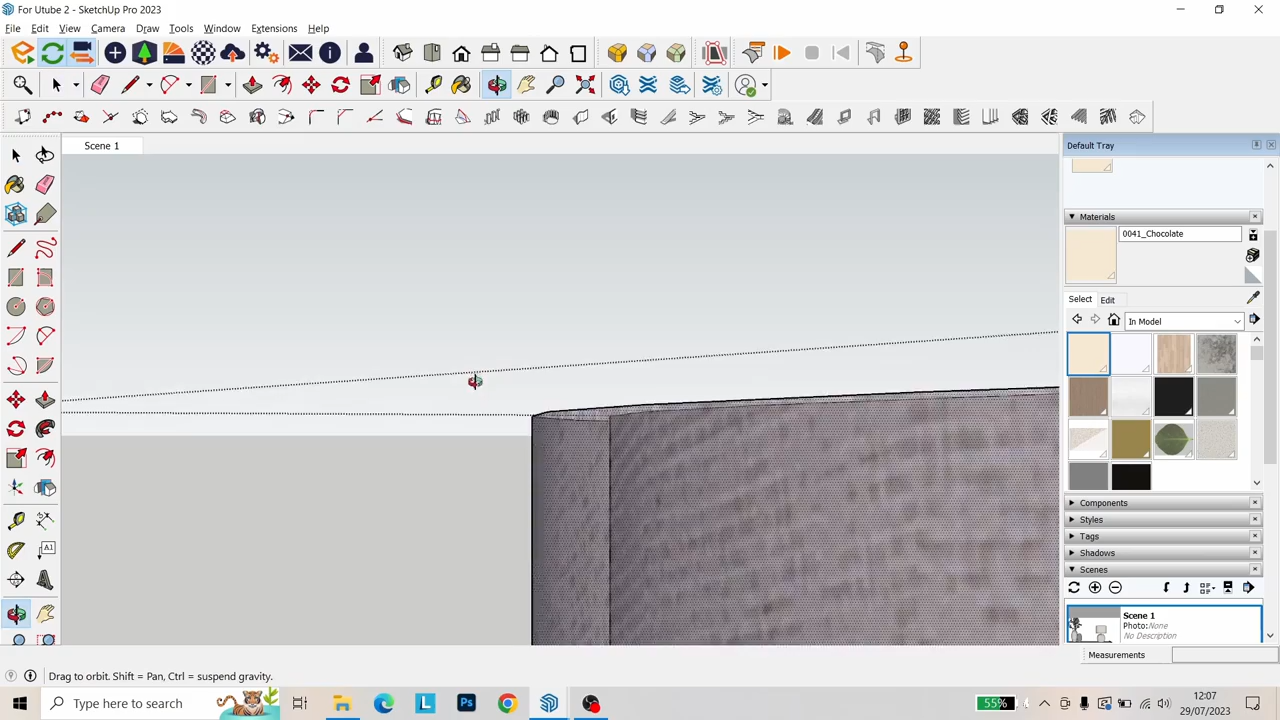 For Utube 2 - SketchUp Pro 2023
File Edit View Camera Draw Tools Window Extensions Help
Scene 1
Default Tray
Materials
0041_Chocolate
Select Edit
In Model
Components
Styles
Tags
Shadows
Scenes
Scene 1
Photo: None
No Description
Measurements
Drag to orbit. Shift = Pan, Ctrl = suspend gravity.
Type here to search
L
Ps
55%
12:07
29/07/2023